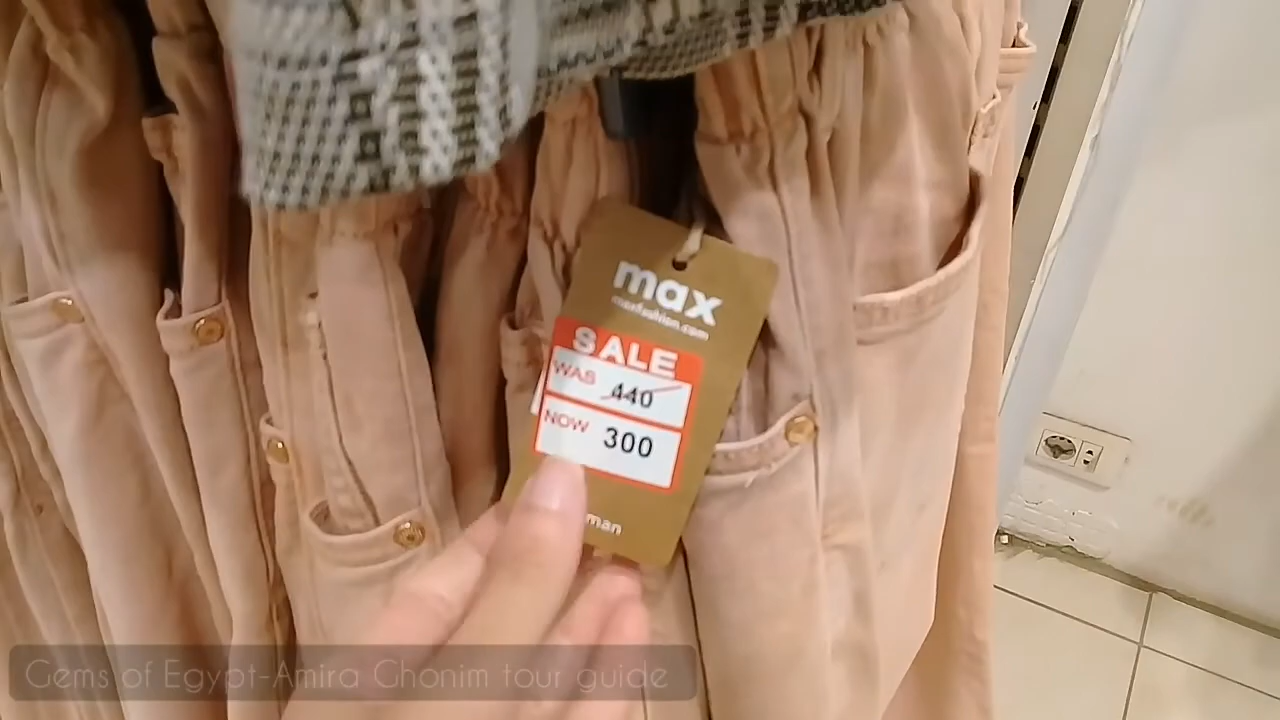 max
maxfashion.com
SALE
WAS 440
NOW 300
man
Gems of Egypt-Amira Ghonim tour guide